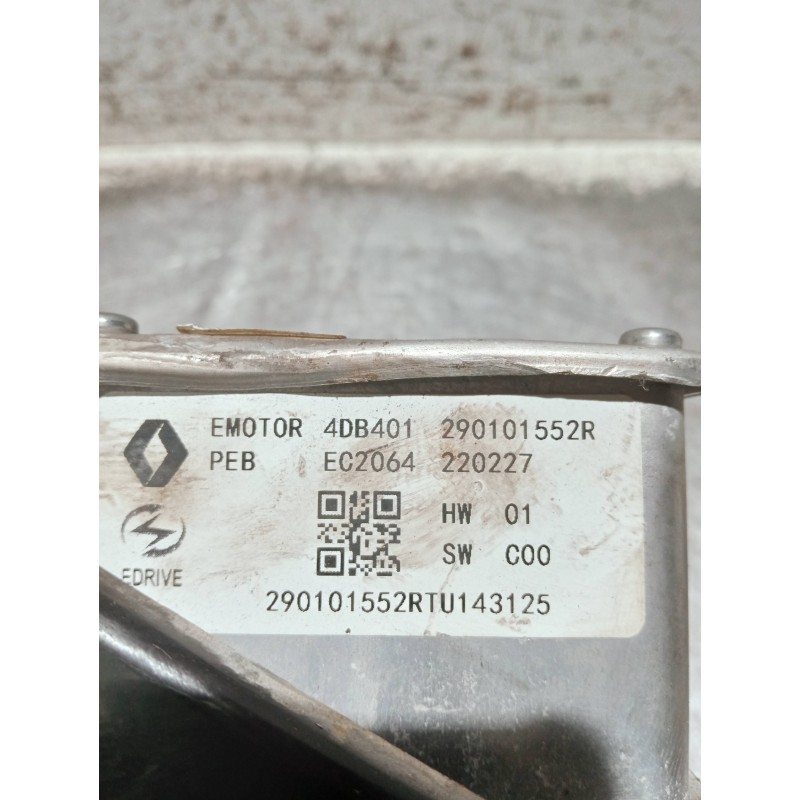 EMOTOR 4DB401 290101552R
PEB EC2064 220227
HW 01
SW C00
EDRIVE
290101552RTU143125